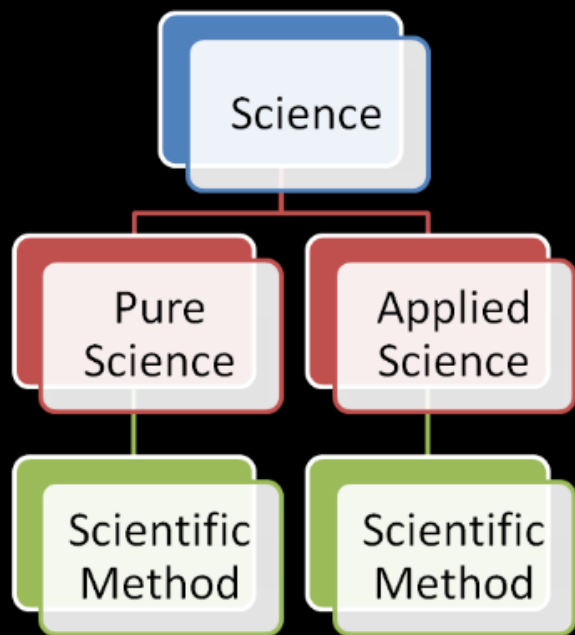 Science
Pure
Science
Applied
Science
Scientific
Method
Scientific
Method